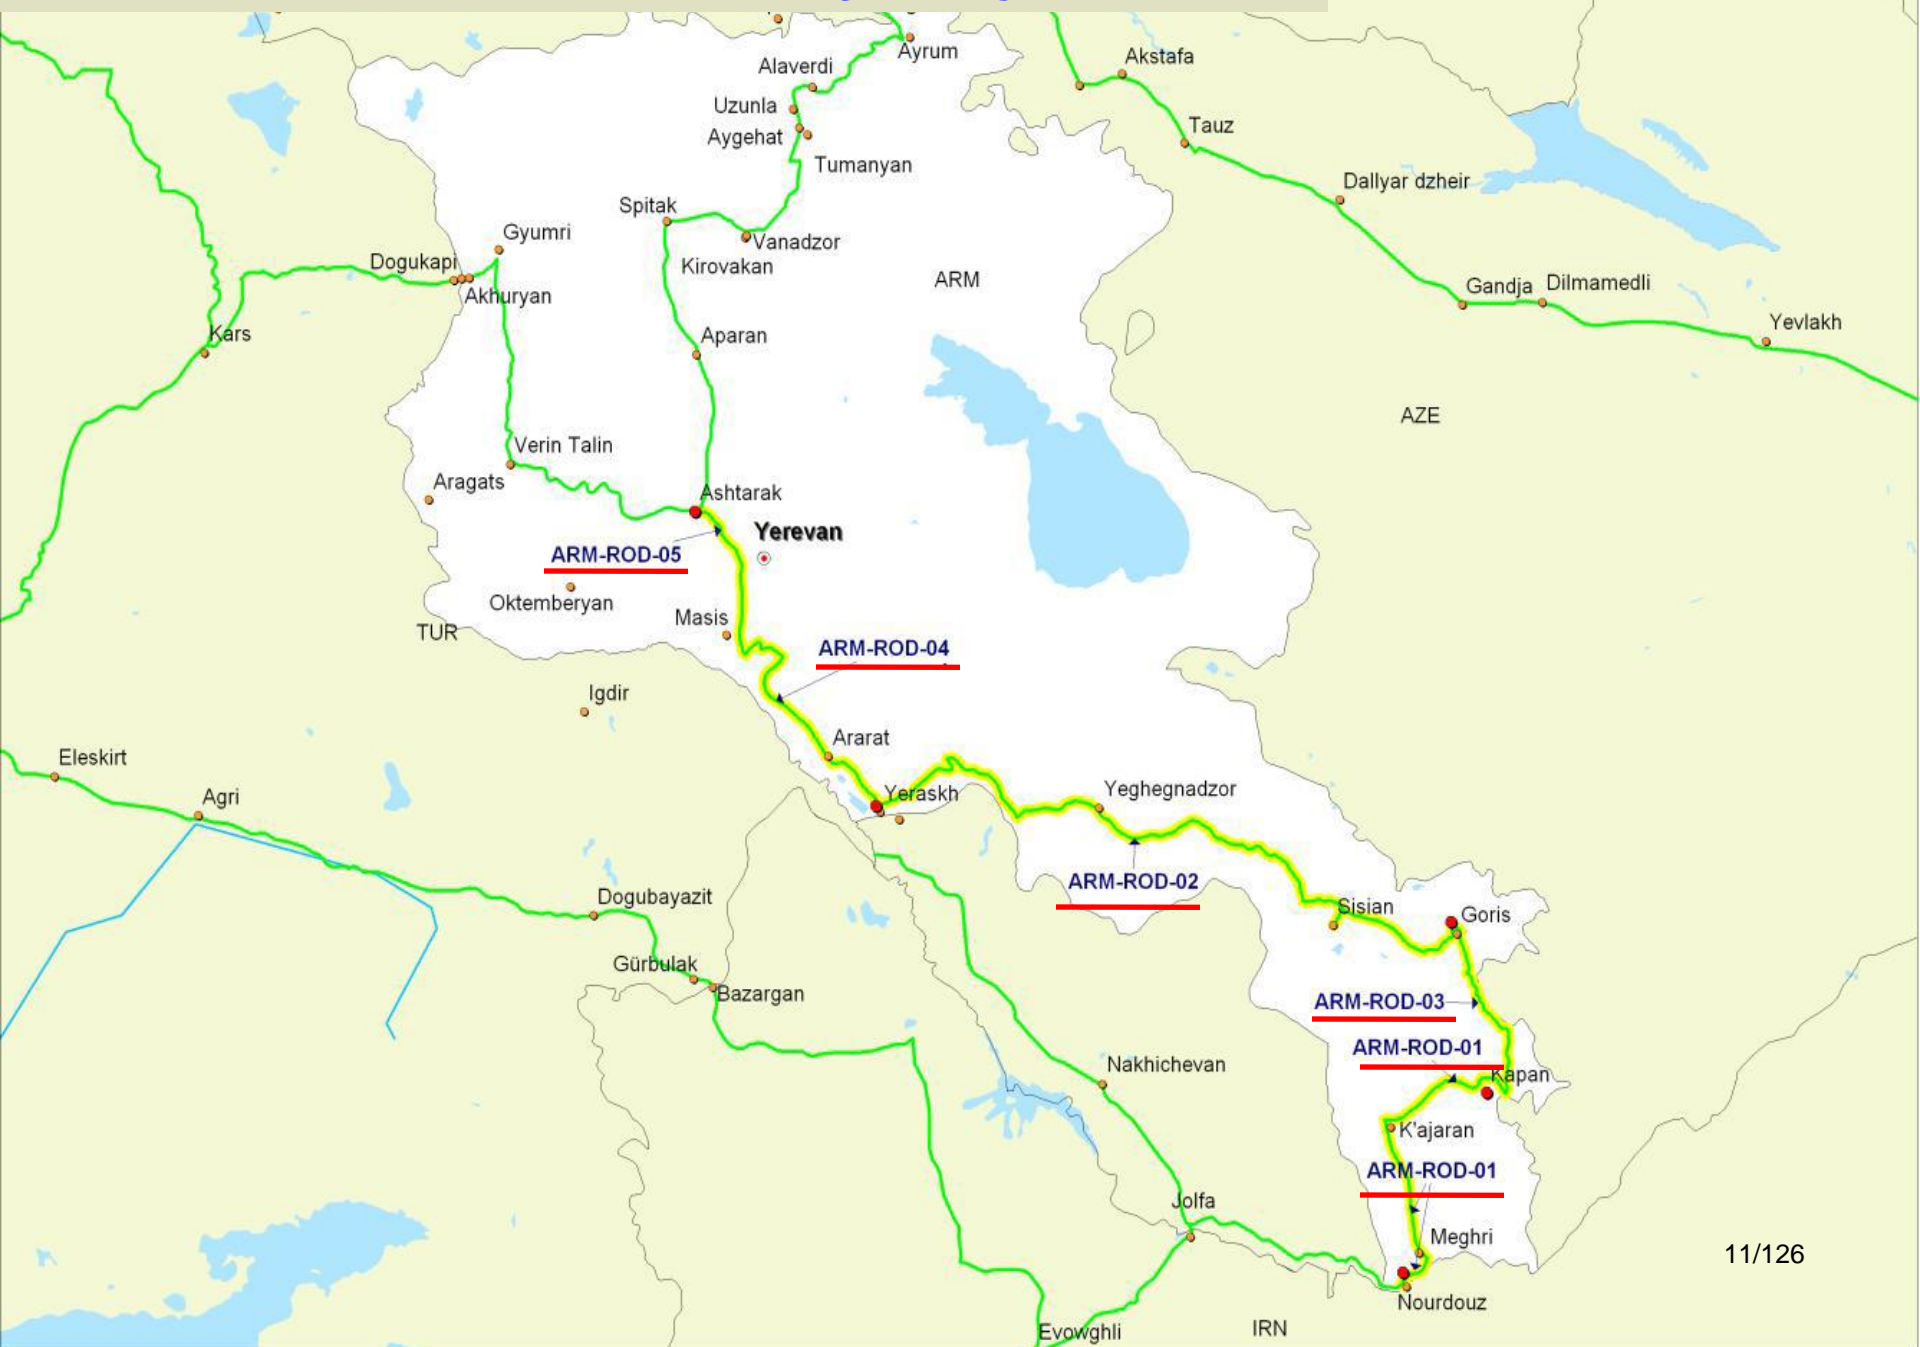 Ayrum
Akstafa
Alaverdi
Uzunla
Tauz
Aygehat
Tumanyan
Dallyar dzheir
Spitak
Gyumri
Vanadzor
Dogukapi
Kirovakan
ARM
Akhuryan
Gandja
Dilmamedli
Kars
Aparan
Yevlakh
AZE
Verin Talin
Aragats
Ashtarak
Yerevan
ARM-ROD-05
Oktemberyan
Masis
TUR
ARM-ROD-04
Igdir
Ararat
Eleskirt
Agri
Yeraskh
Yeghegnadzor
ARM-ROD-02
Dogubayazit
Sisian
Goris
Gürbulak
Bazargan
ARM-ROD-03
ARM-ROD-01
Nakhichevan
Kapan
K'ajaran
ARM-ROD-01
Jolfa
Meghri
11/126
Nourdouz
Evowghli
IRN